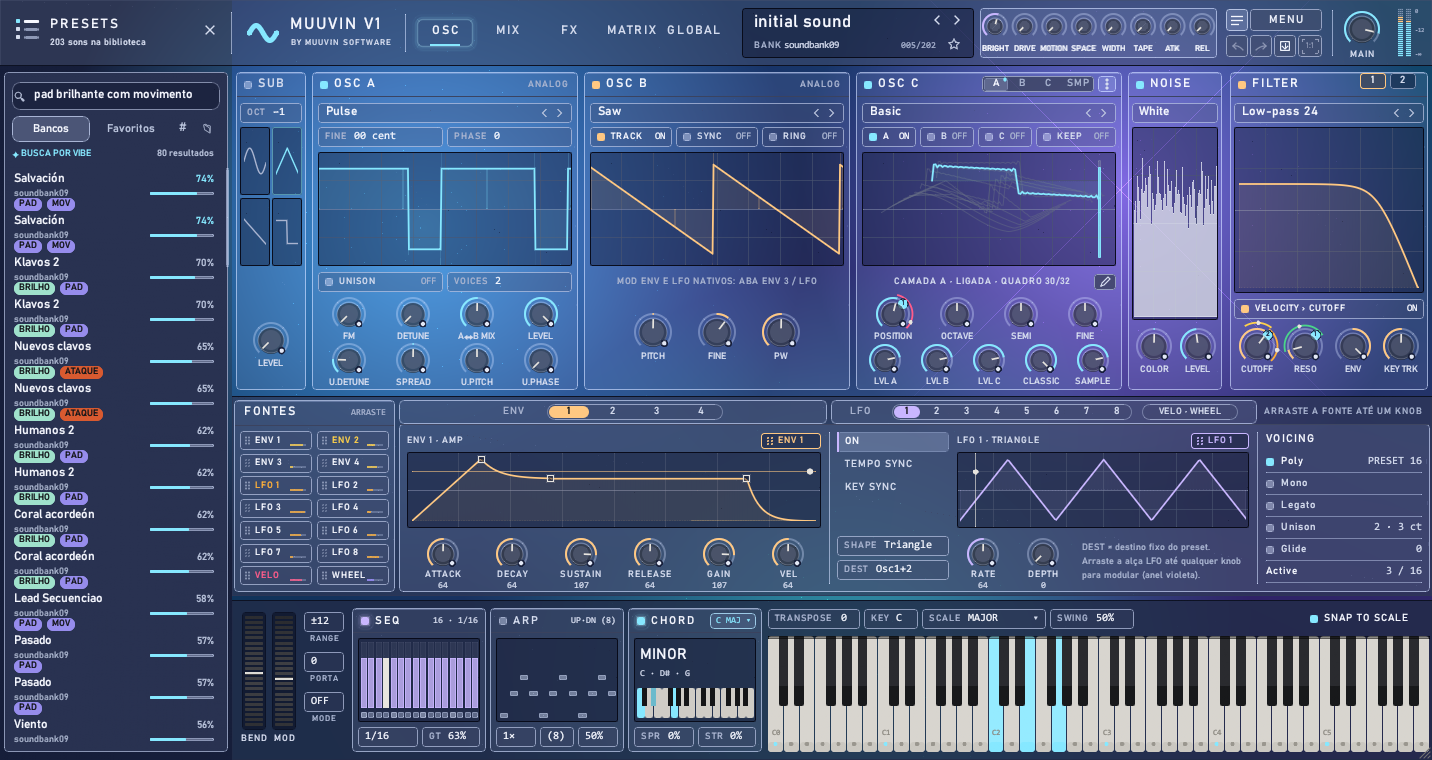 PRESETS
203 sons na biblioteca
MUUVIN V1
BY MUUVIN SOFTWARE
OSC
MIX
FX
MATRIX
GLOBAL
initial sound
BANK soundbank09
005/202
BRIGHT DRIVE MOTION SPACE WIDTH TAPE ATK REL
MENU
1:1
MAIN
0
-12
-∞
pad brilhante com movimento
Bancos
Favoritos
#
BUSCA POR VIBE
80 resultados
Salvación 74%
soundbank09
PAD MOV
Salvación 74%
soundbank09
PAD MOV
Klavos 2 70%
soundbank09
BRILHO PAD
Klavos 2 70%
soundbank09
BRILHO PAD
Nuevos clavos 65%
soundbank09
BRILHO ATAQUE
Nuevos clavos 65%
soundbank09
BRILHO ATAQUE
Humanos 2 62%
soundbank09
BRILHO PAD
Humanos 2 62%
soundbank09
BRILHO PAD
Coral acordeón 62%
soundbank09
BRILHO PAD
Coral acordeón 62%
soundbank09
BRILHO PAD
Lead Secuenciao 58%
soundbank09
PAD MOV
Pasado 57%
soundbank09
PAD
Pasado 57%
soundbank09
PAD
Viento 56%
soundbank09
SUB
OCT -1
LEVEL
OSC A
ANALOG
Pulse
FINE 00 cent
PHASE 0
UNISON OFF
VOICES 2
FM DETUNE A↔B MIX LEVEL
U.DETUNE SPREAD U.PITCH U.PHASE
OSC B
ANALOG
Saw
TRACK ON
SYNC OFF
RING OFF
MOD ENV E LFO NATIVOS: ABA ENV 3 / LFO
PITCH FINE PW
OSC C
A B C SMP
Basic
A ON
B OFF
C OFF
KEEP OFF
CAMADA A · LIGADA · QUADRO 30/32
POSITION OCTAVE SEMI FINE
LVL A LVL B LVL C CLASSIC SAMPLE
NOISE
White
COLOR LEVEL
FILTER
1 2
Low-pass 24
VELOCITY › CUTOFF ON
CUTOFF RESO ENV KEY TRK
FONTES
ARRASTE
ENV 1 ENV 2
ENV 3 ENV 4
LFO 1 LFO 2
LFO 3 LFO 4
LFO 5 LFO 6
LFO 7 LFO 8
VELO WHEEL
ENV 1 2 3 4
ENV 1 · AMP
ENV 1
ATTACK DECAY SUSTAIN RELEASE GAIN VEL
64 64 107 64 107 64
LFO 1 2 3 4 5 6 7 8
VELO · WHEEL
ARRASTE A FONTE ATÉ UM KNOB
ON
TEMPO SYNC
KEY SYNC
SHAPE Triangle
DEST Osc1+2
LFO 1 · TRIANGLE
LFO 1
RATE DEPTH
64 0
DEST = destino fixo do preset.
Arraste a alça LFO até qualquer knob
para modular (anel violeta).
VOICING
Poly PRESET 16
Mono
Legato
Unison 2 · 3 ct
Glide 0
Active 3 / 16
BEND MOD
±12
RANGE
0
PORTA
OFF
MODE
SEQ
16 · 1/16
1/16
GT 63%
ARP
UP·DN (8)
1×
(8)
50%
CHORD
C MAJ
MINOR
C · D# · G
SPR 0%
STR 0%
TRANSPOSE 0
KEY C
SCALE MAJOR
SWING 50%
SNAP TO SCALE
C0 C1 C2 C3 C4 C5